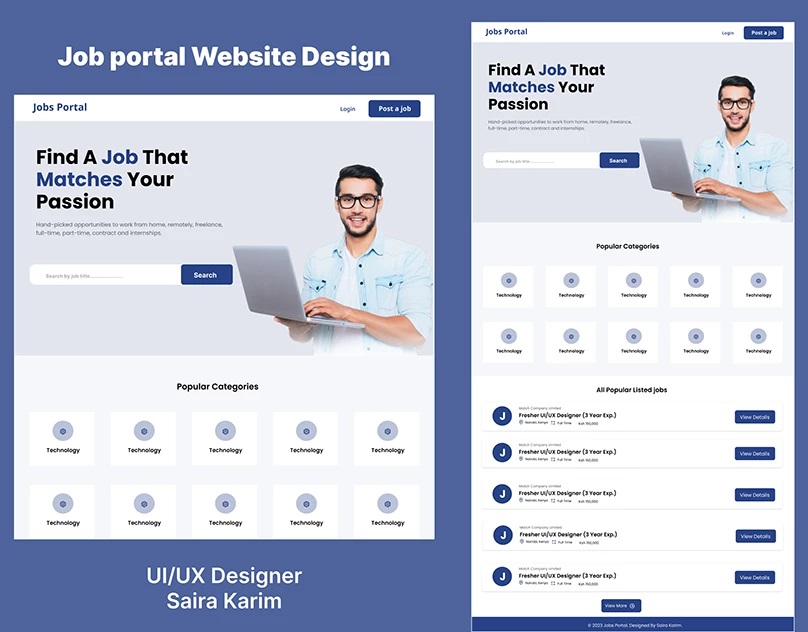 Job portal Website Design
Jobs Portal
Login
Post a job
Find A Job That
Matches Your
Passion
Hand-picked opportunities to work from home, remotely, freelance,
full-time, part-time, contract and internships.
Search by job title.......................
Search
Popular Categories
Technology
Technology
Technology
Technology
Technology
Technology
Technology
Technology
Technology
Technology
UI/UX Designer
Saira Karim
Jobs Portal
Login
Post a job
Find A Job That
Matches Your
Passion
Hand-picked opportunities to work from home, remotely, freelance,
full-time, part-time, contract and internships.
Search by job title.......................
Search
Popular Categories
Technology
Technology
Technology
Technology
Technology
Technology
Technology
Technology
Technology
Technology
All Popular Listed jobs
J
Match Company Limited
Fresher UI/UX Designer (3 Year Exp.)
Nairobi, Kenya Full Time Ksh 150,000
View Details
J
Match Company Limited
Fresher UI/UX Designer (3 Year Exp.)
Nairobi, Kenya Full Time Ksh 150,000
View Details
J
Match Company Limited
Fresher UI/UX Designer (3 Year Exp.)
Nairobi, Kenya Full Time Ksh 150,000
View Details
J
Match Company Limited
Fresher UI/UX Designer (3 Year Exp.)
Nairobi, Kenya Full Time Ksh 150,000
View Details
J
Match Company Limited
Fresher UI/UX Designer (3 Year Exp.)
Nairobi, Kenya Full Time Ksh 150,000
View Details
View More
© 2023 Jobs Portal. Designed By Saira Karim.